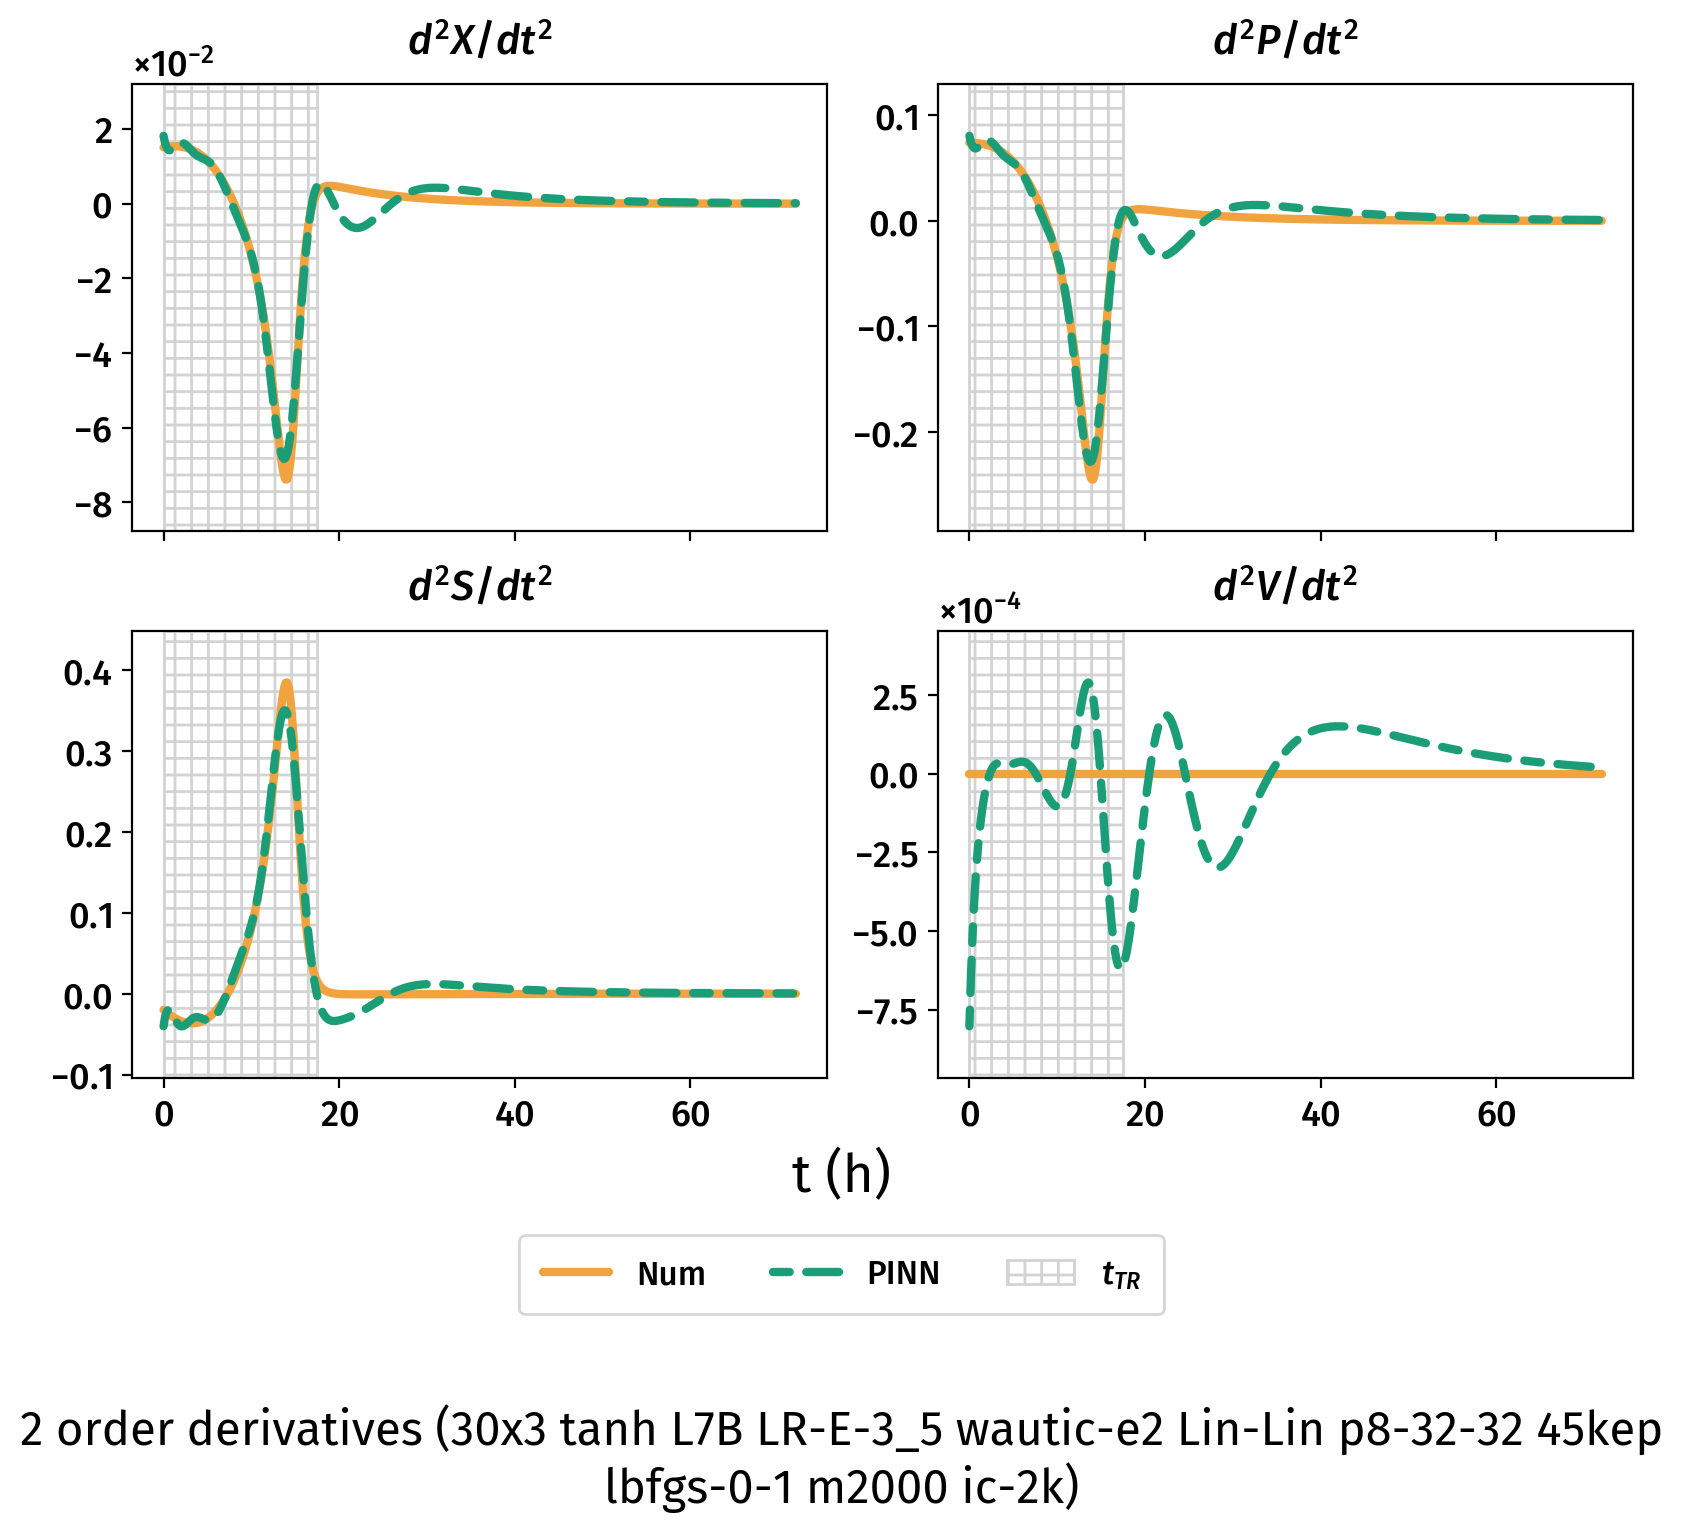 d²X/dt²
×10⁻²
2
0
−2
−4
−6
−8
d²P/dt²
0.1
0.0
−0.1
−0.2
d²S/dt²
0.4
0.3
0.2
0.1
0.0
−0.1
0 20 40 60
d²V/dt²
×10⁻⁴
2.5
0.0
−2.5
−5.0
−7.5
0 20 40 60
t (h)
Num PINN t_TR
2 order derivatives (30x3 tanh L7B LR-E-3_5 wautic-e2 Lin-Lin p8-32-32 45kep
lbfgs-0-1 m2000 ic-2k)